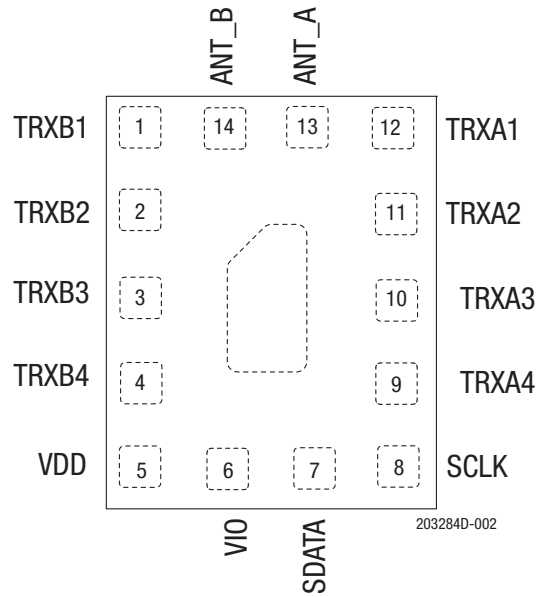 ANT_B
ANT_A
TRXB1
1
14
13
12
TRXA1
TRXB2
2
11
TRXA2
TRXB3
3
10
TRXA3
TRXB4
4
9
TRXA4
VDD
5
6
7
8
SCLK
VIO
SDATA
203284D-002